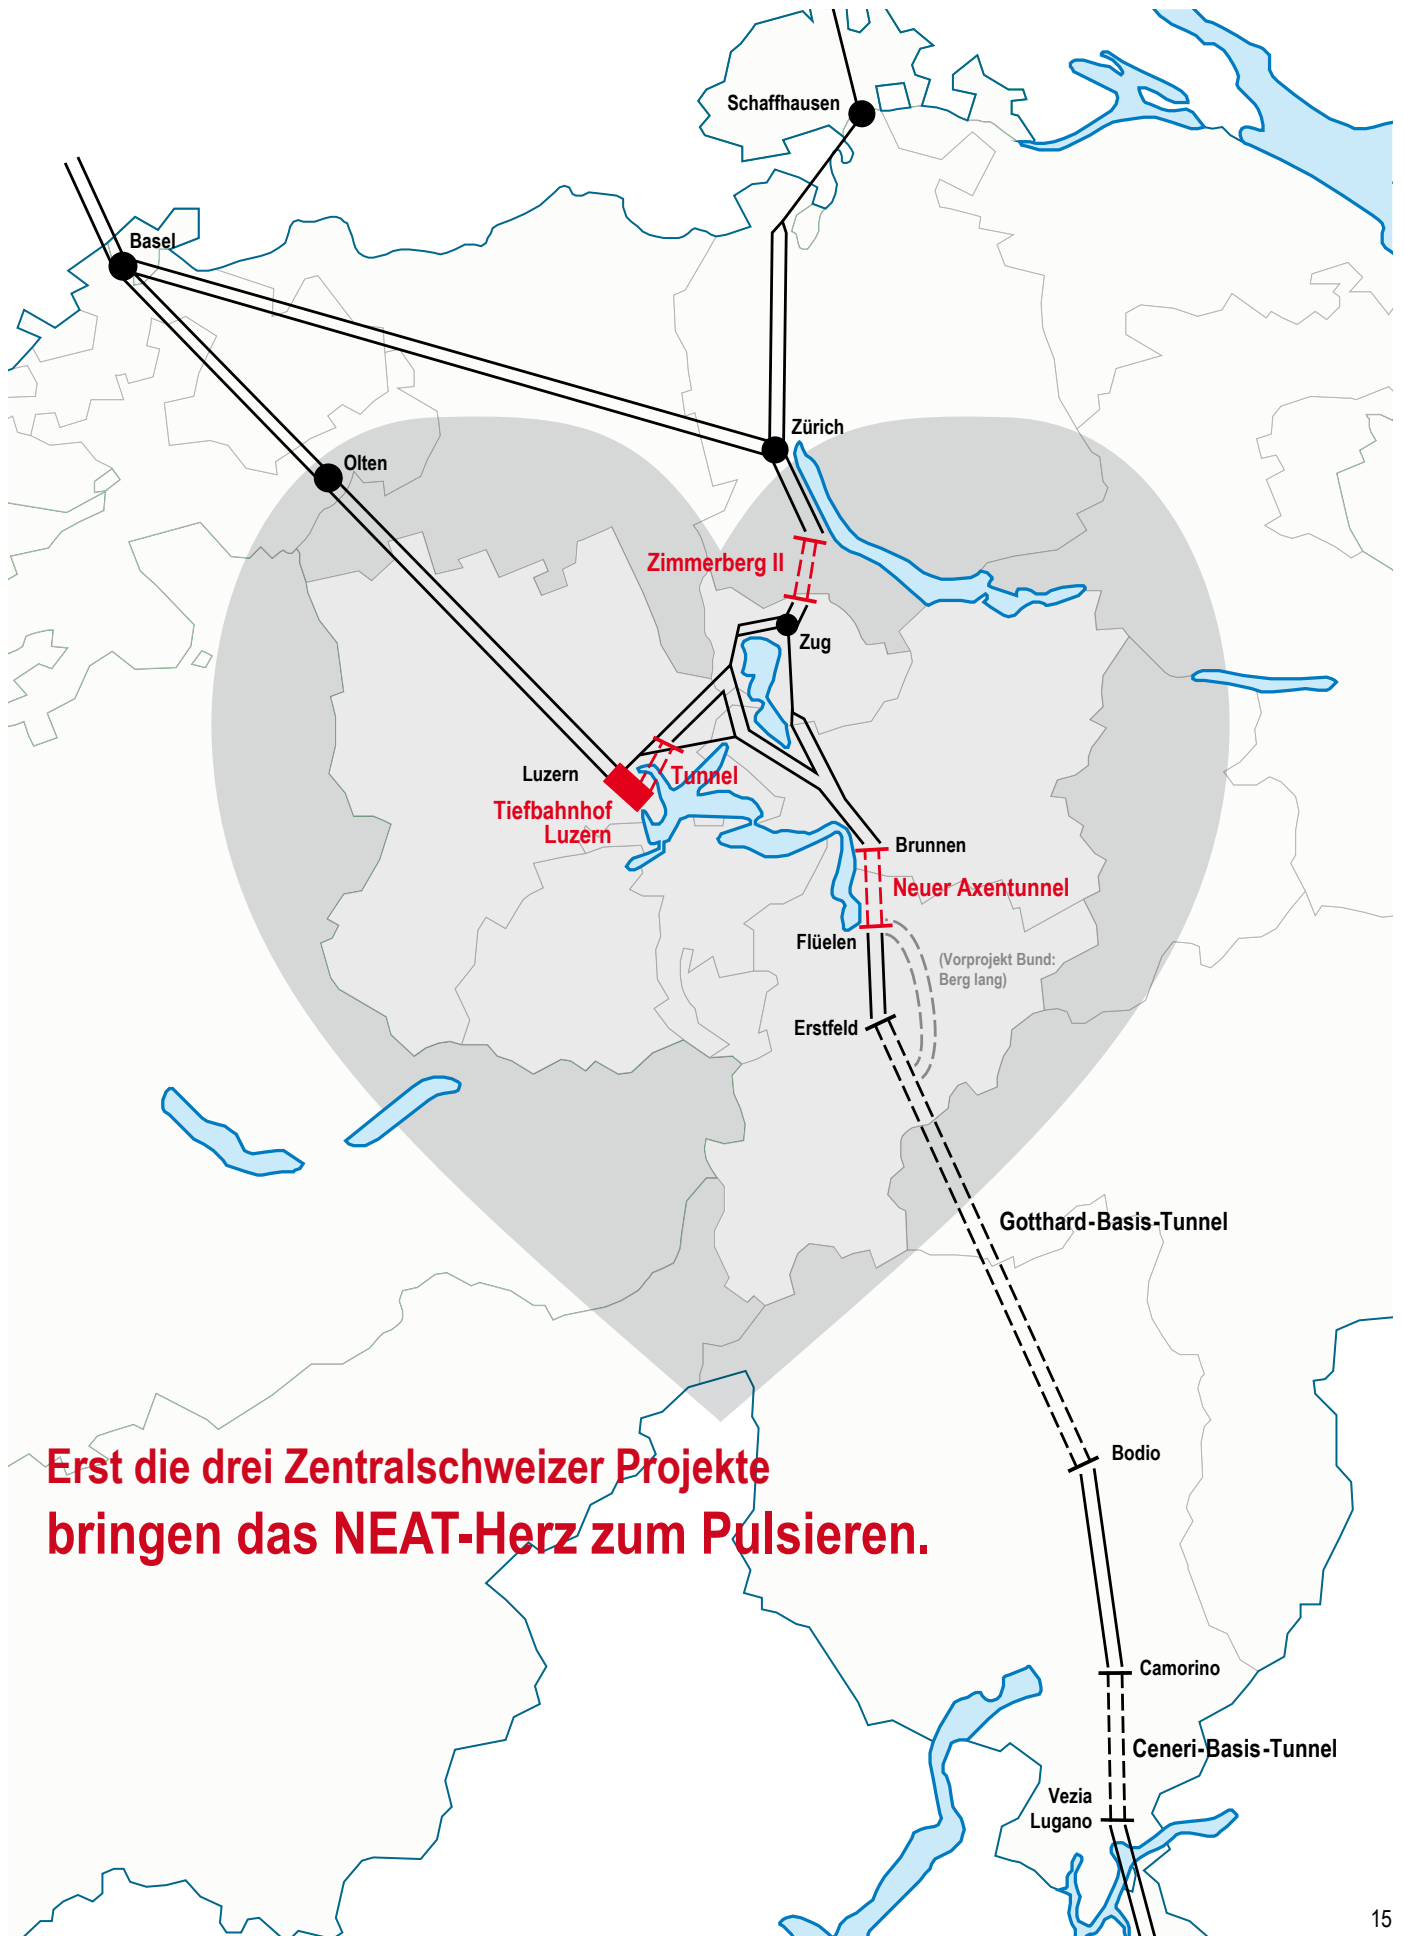 Schaffhausen
Basel
Zürich
Olten
Zimmerberg II
Zug
Luzern
Tunnel
Tiefbahnhof
Luzern
Brunnen
Neuer Axentunnel
Flüelen
(Vorprojekt Bund:
Berg lang)
Erstfeld
Gotthard-Basis-Tunnel
Bodio
Erst die drei Zentralschweizer Projekte
bringen das NEAT-Herz zum Pulsieren.
Camorino
Ceneri-Basis-Tunnel
Vezia
Lugano
15